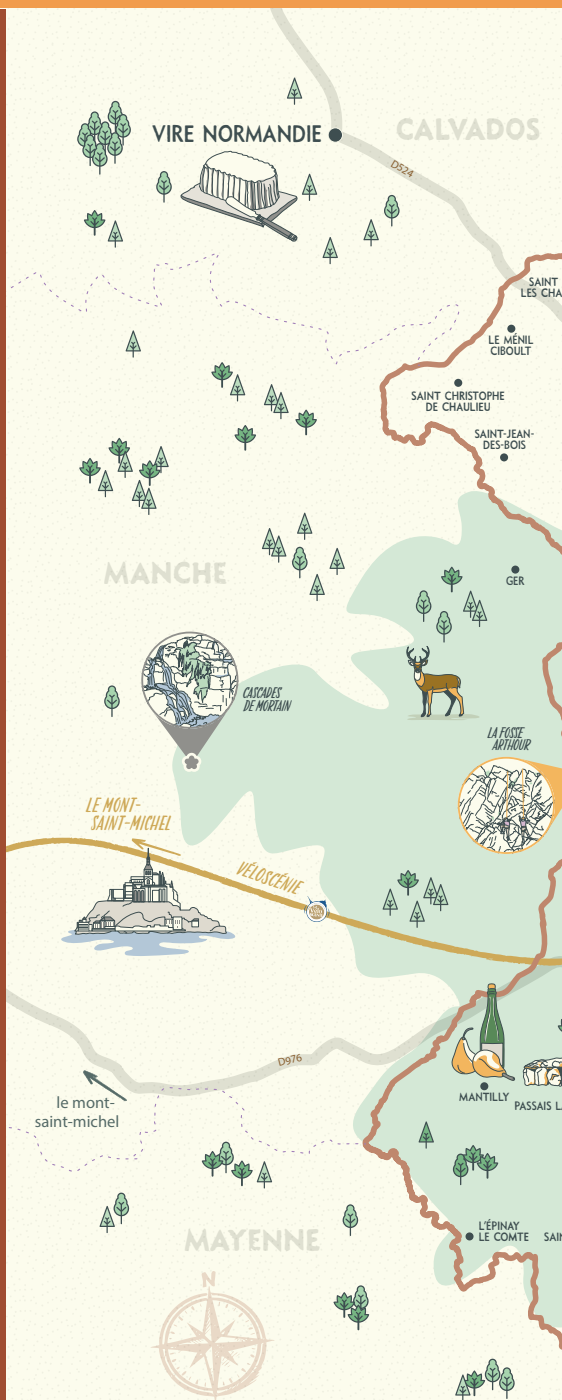 VIRE NORMANDIE
CALVADOS
D524
SAINT
LES CHA
LE MÉNIL
CIBOULT
SAINT CHRISTOPHE
DE CHAULIEU
SAINT-JEAN-
DES-BOIS
MANCHE
GER
CASCADES
DE MORTAIN
LA FOSSE
ARTHOUR
LE MONT-
SAINT-MICHEL
VÉLOSCÉNIE
D976
le mont-
saint-michel
MANTILLY
PASSAIS L
L'ÉPINAY
LE COMTE
SAIN
MAYENNE
N